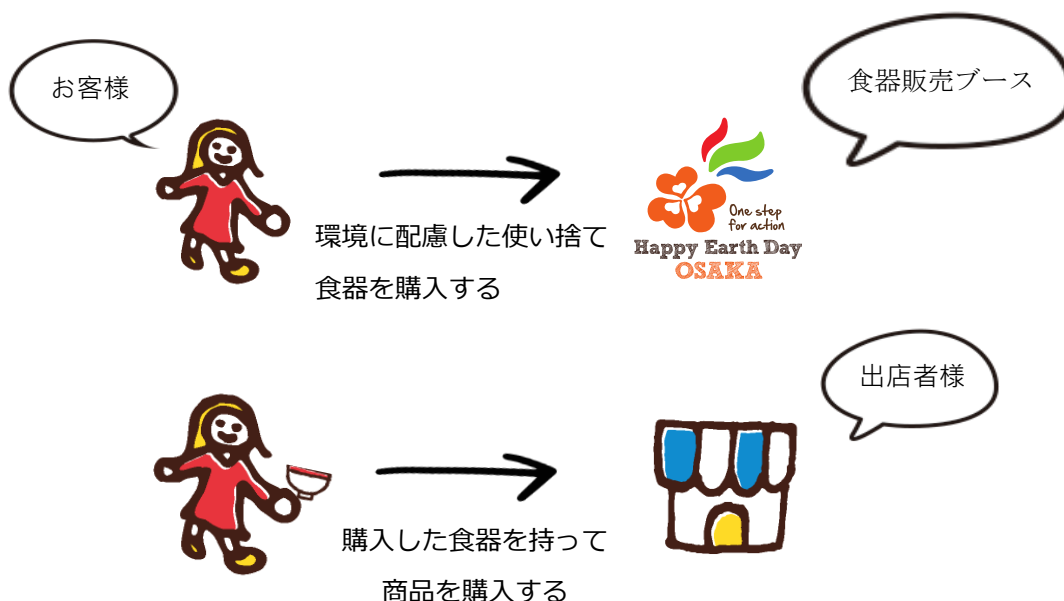 お客様
食器販売ブース
One step
for action
Happy Earth Day
OSAKA
環境に配慮した使い捨て
食器を購入する
出店者様
購入した食器を持って
商品を購入する